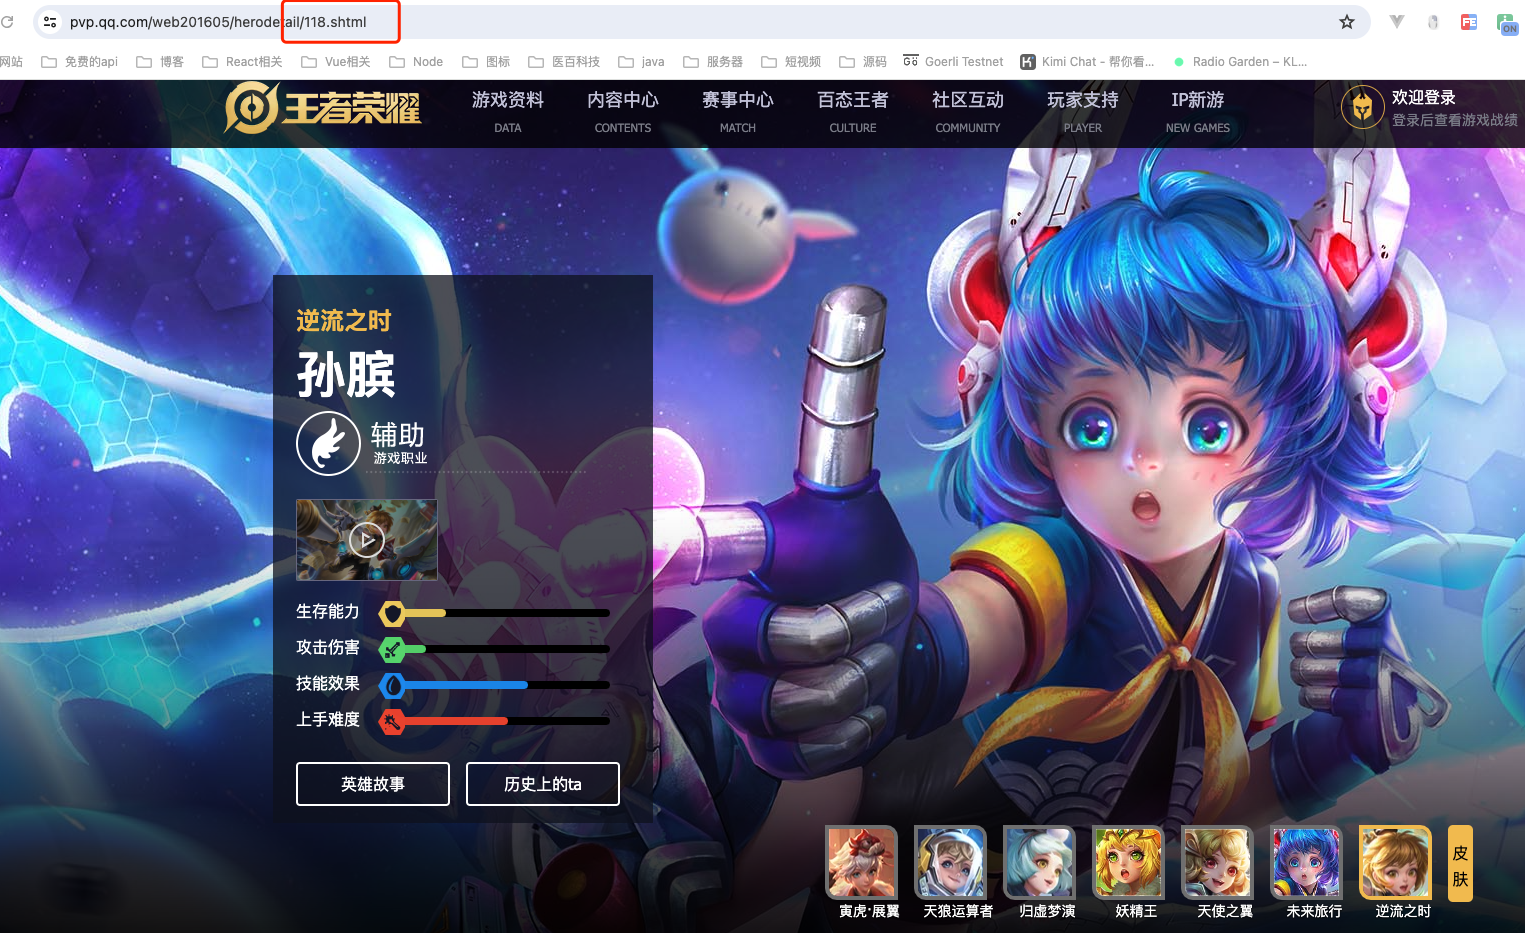 pvp.qq.com/web201605/herodetail/118.shtml
网站 免费的api 博客 React相关 Vue相关 Node 图标 医百科技 java 服务器 短视频 源码 Goerli Testnet Kimi Chat - 帮你看... Radio Garden – KL...
ON
王者荣耀
游戏资料 内容中心 赛事中心 百态王者 社区互动 玩家支持 IP新游
DATA CONTENTS MATCH CULTURE COMMUNITY PLAYER NEW GAMES
欢迎登录
登录后查看游戏战绩
逆流之时
孙膑
辅助
游戏职业
生存能力
攻击伤害
技能效果
上手难度
英雄故事 历史上的ta
寅虎·展翼 天狼运算者 归虚梦演 妖精王 天使之翼 未来旅行 逆流之时
皮肤